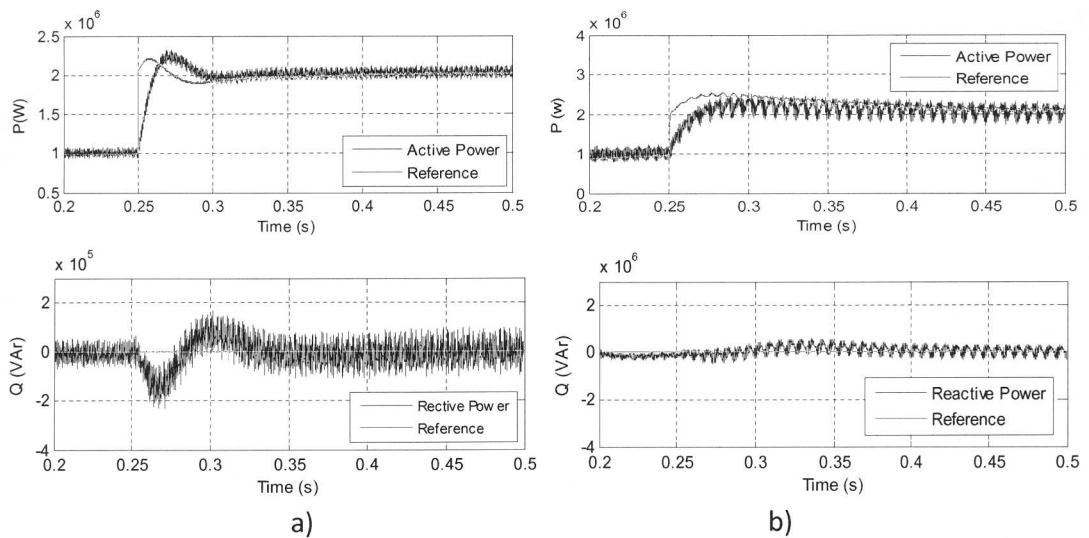 x 10^6
2.5
2
1.5
1
0.5
P(W)
Active Power
Reference
0.2 0.25 0.3 0.35 0.4 0.45 0.5
Time (s)
x 10^6
4
3
2
1
0
P (w)
Active Power
Reference
0.2 0.25 0.3 0.35 0.4 0.45 0.5
Time (s)
x 10^5
2
0
-2
-4
Q (VAr)
Rective Power
Reference
0.2 0.25 0.3 0.35 0.4 0.45 0.5
Time (s)
a)
x 10^6
2
0
-2
-4
Q (VAr)
Reactive Power
Reference
0.2 0.25 0.3 0.35 0.4 0.45 0.5
Time (s)
b)